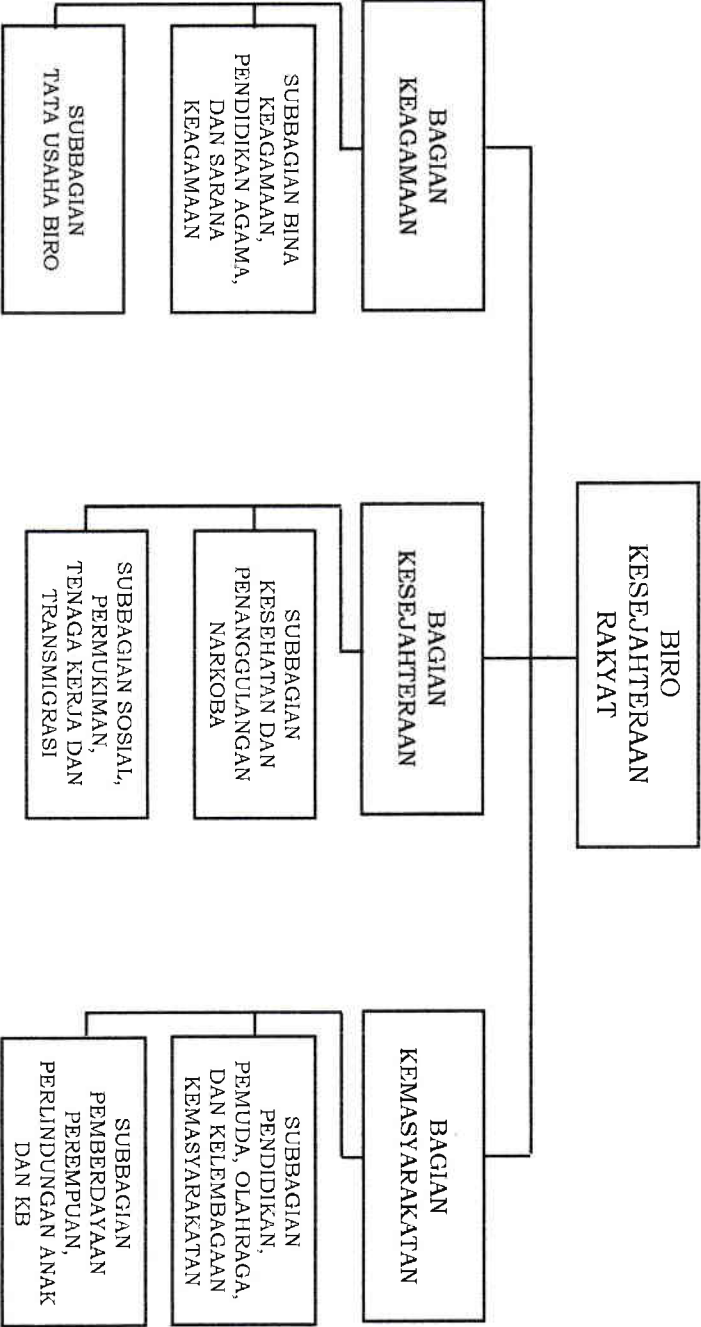 BIRO
KESEJAHTERAAN
RAKYAT
BAGIAN
KEAGAMAAN
SUBBAGIAN BINA
KEAGAMAAN,
PENDIDIKAN AGAMA,
DAN SARANA
KEAGAMAAN
SUBBAGIAN
TATA USAHA BIRO
BAGIAN
KESEJAHTERAAN
SUBBAGIAN
KESEHATAN DAN
PENANGGULANGAN
NARKOBA
SUBBAGIAN SOSIAL,
PERMUKIMAN,
TENAGA KERJA DAN
TRANSMIGRASI
BAGIAN
KEMASYARAKATAN
SUBBAGIAN
PENDIDIKAN,
PEMUDA, OLAHRAGA,
DAN KELEMBAGAAN
KEMASYARAKATAN
SUBBAGIAN
PEMBERDAYAAN
PEREMPUAN,
PERLINDUNGAN ANAK
DAN KB